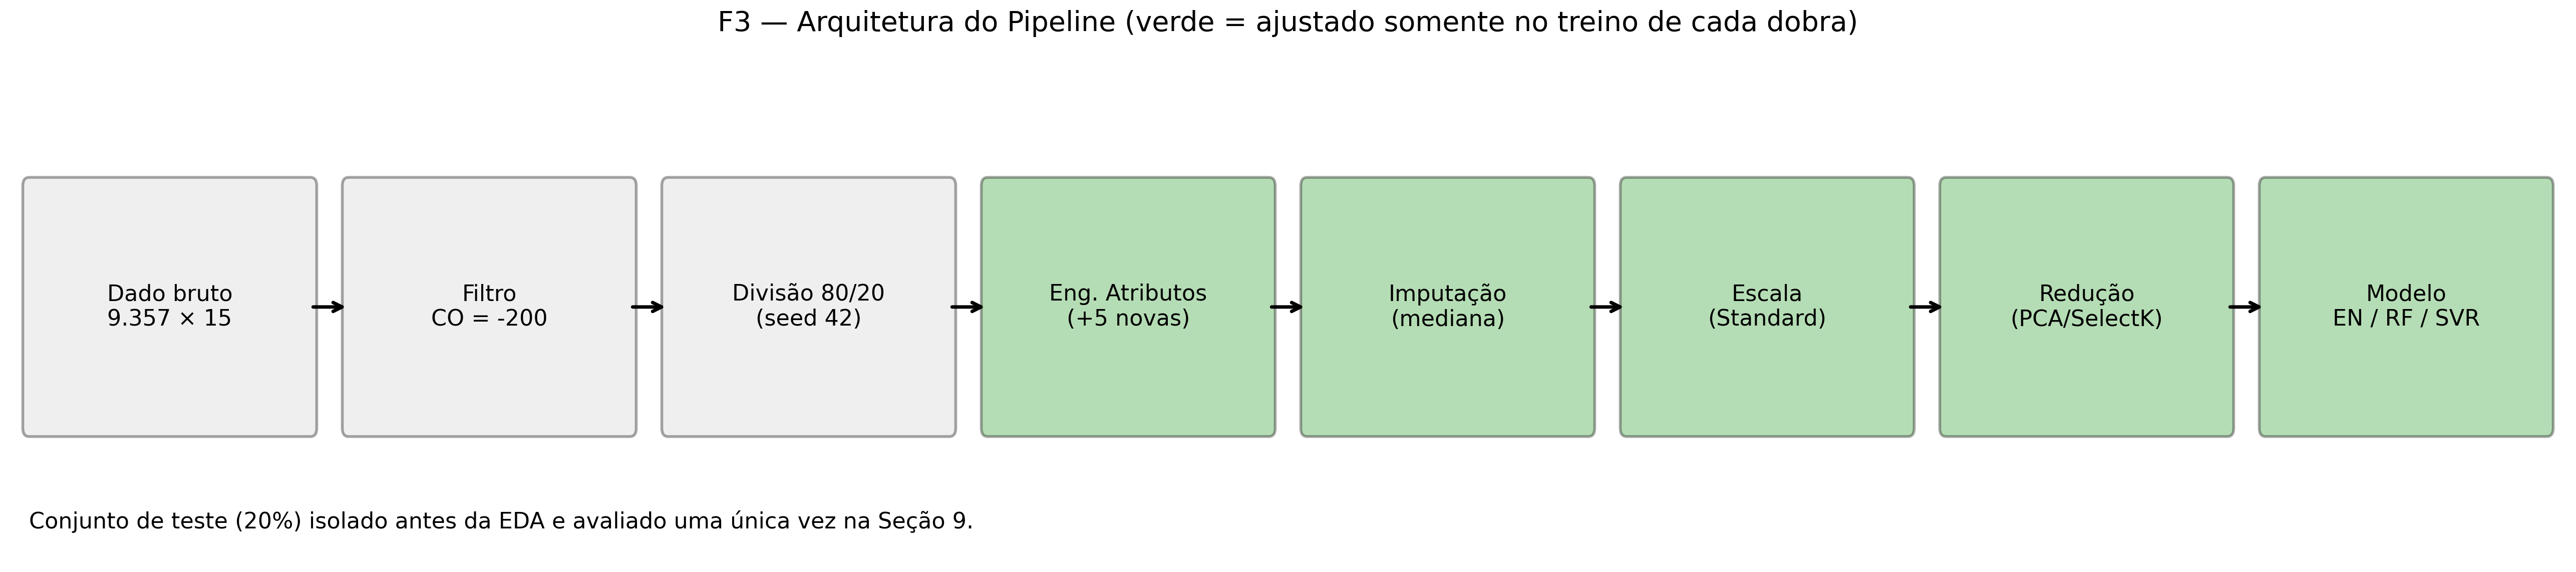 F3 — Arquitetura do Pipeline (verde = ajustado somente no treino de cada dobra)
Dado bruto
9.357 × 15
Filtro
CO = -200
Divisão 80/20
(seed 42)
Eng. Atributos
(+5 novas)
Imputação
(mediana)
Escala
(Standard)
Redução
(PCA/SelectK)
Modelo
EN / RF / SVR
Conjunto de teste (20%) isolado antes da EDA e avaliado uma única vez na Seção 9.